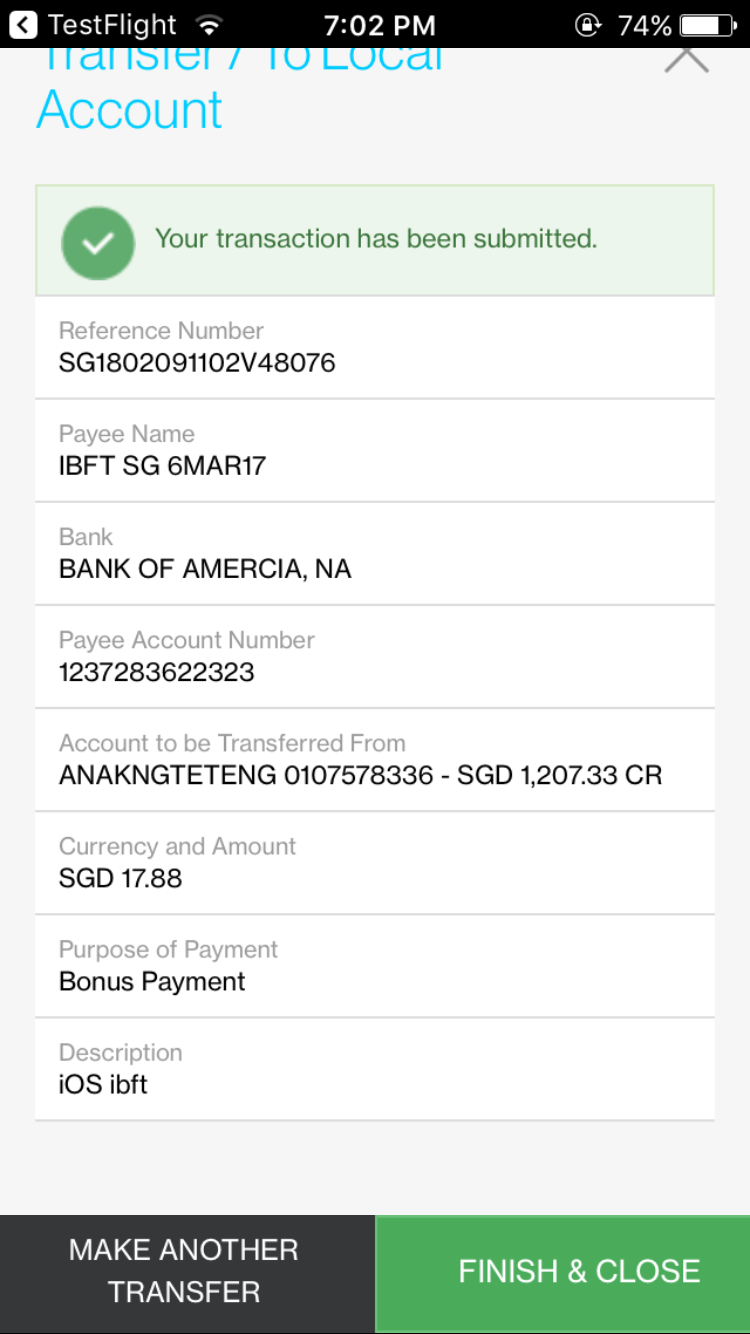 TestFlight 7:02 PM 74%
Transfer / To Local
Account
Your transaction has been submitted.
Reference Number
SG1802091102V48076
Payee Name
IBFT SG 6MAR17
Bank
BANK OF AMERCIA, NA
Payee Account Number
1237283622323
Account to be Transferred From
ANAKNGTETENG 0107578336 - SGD 1,207.33 CR
Currency and Amount
SGD 17.88
Purpose of Payment
Bonus Payment
Description
iOS ibft
MAKE ANOTHER
TRANSFER
FINISH & CLOSE